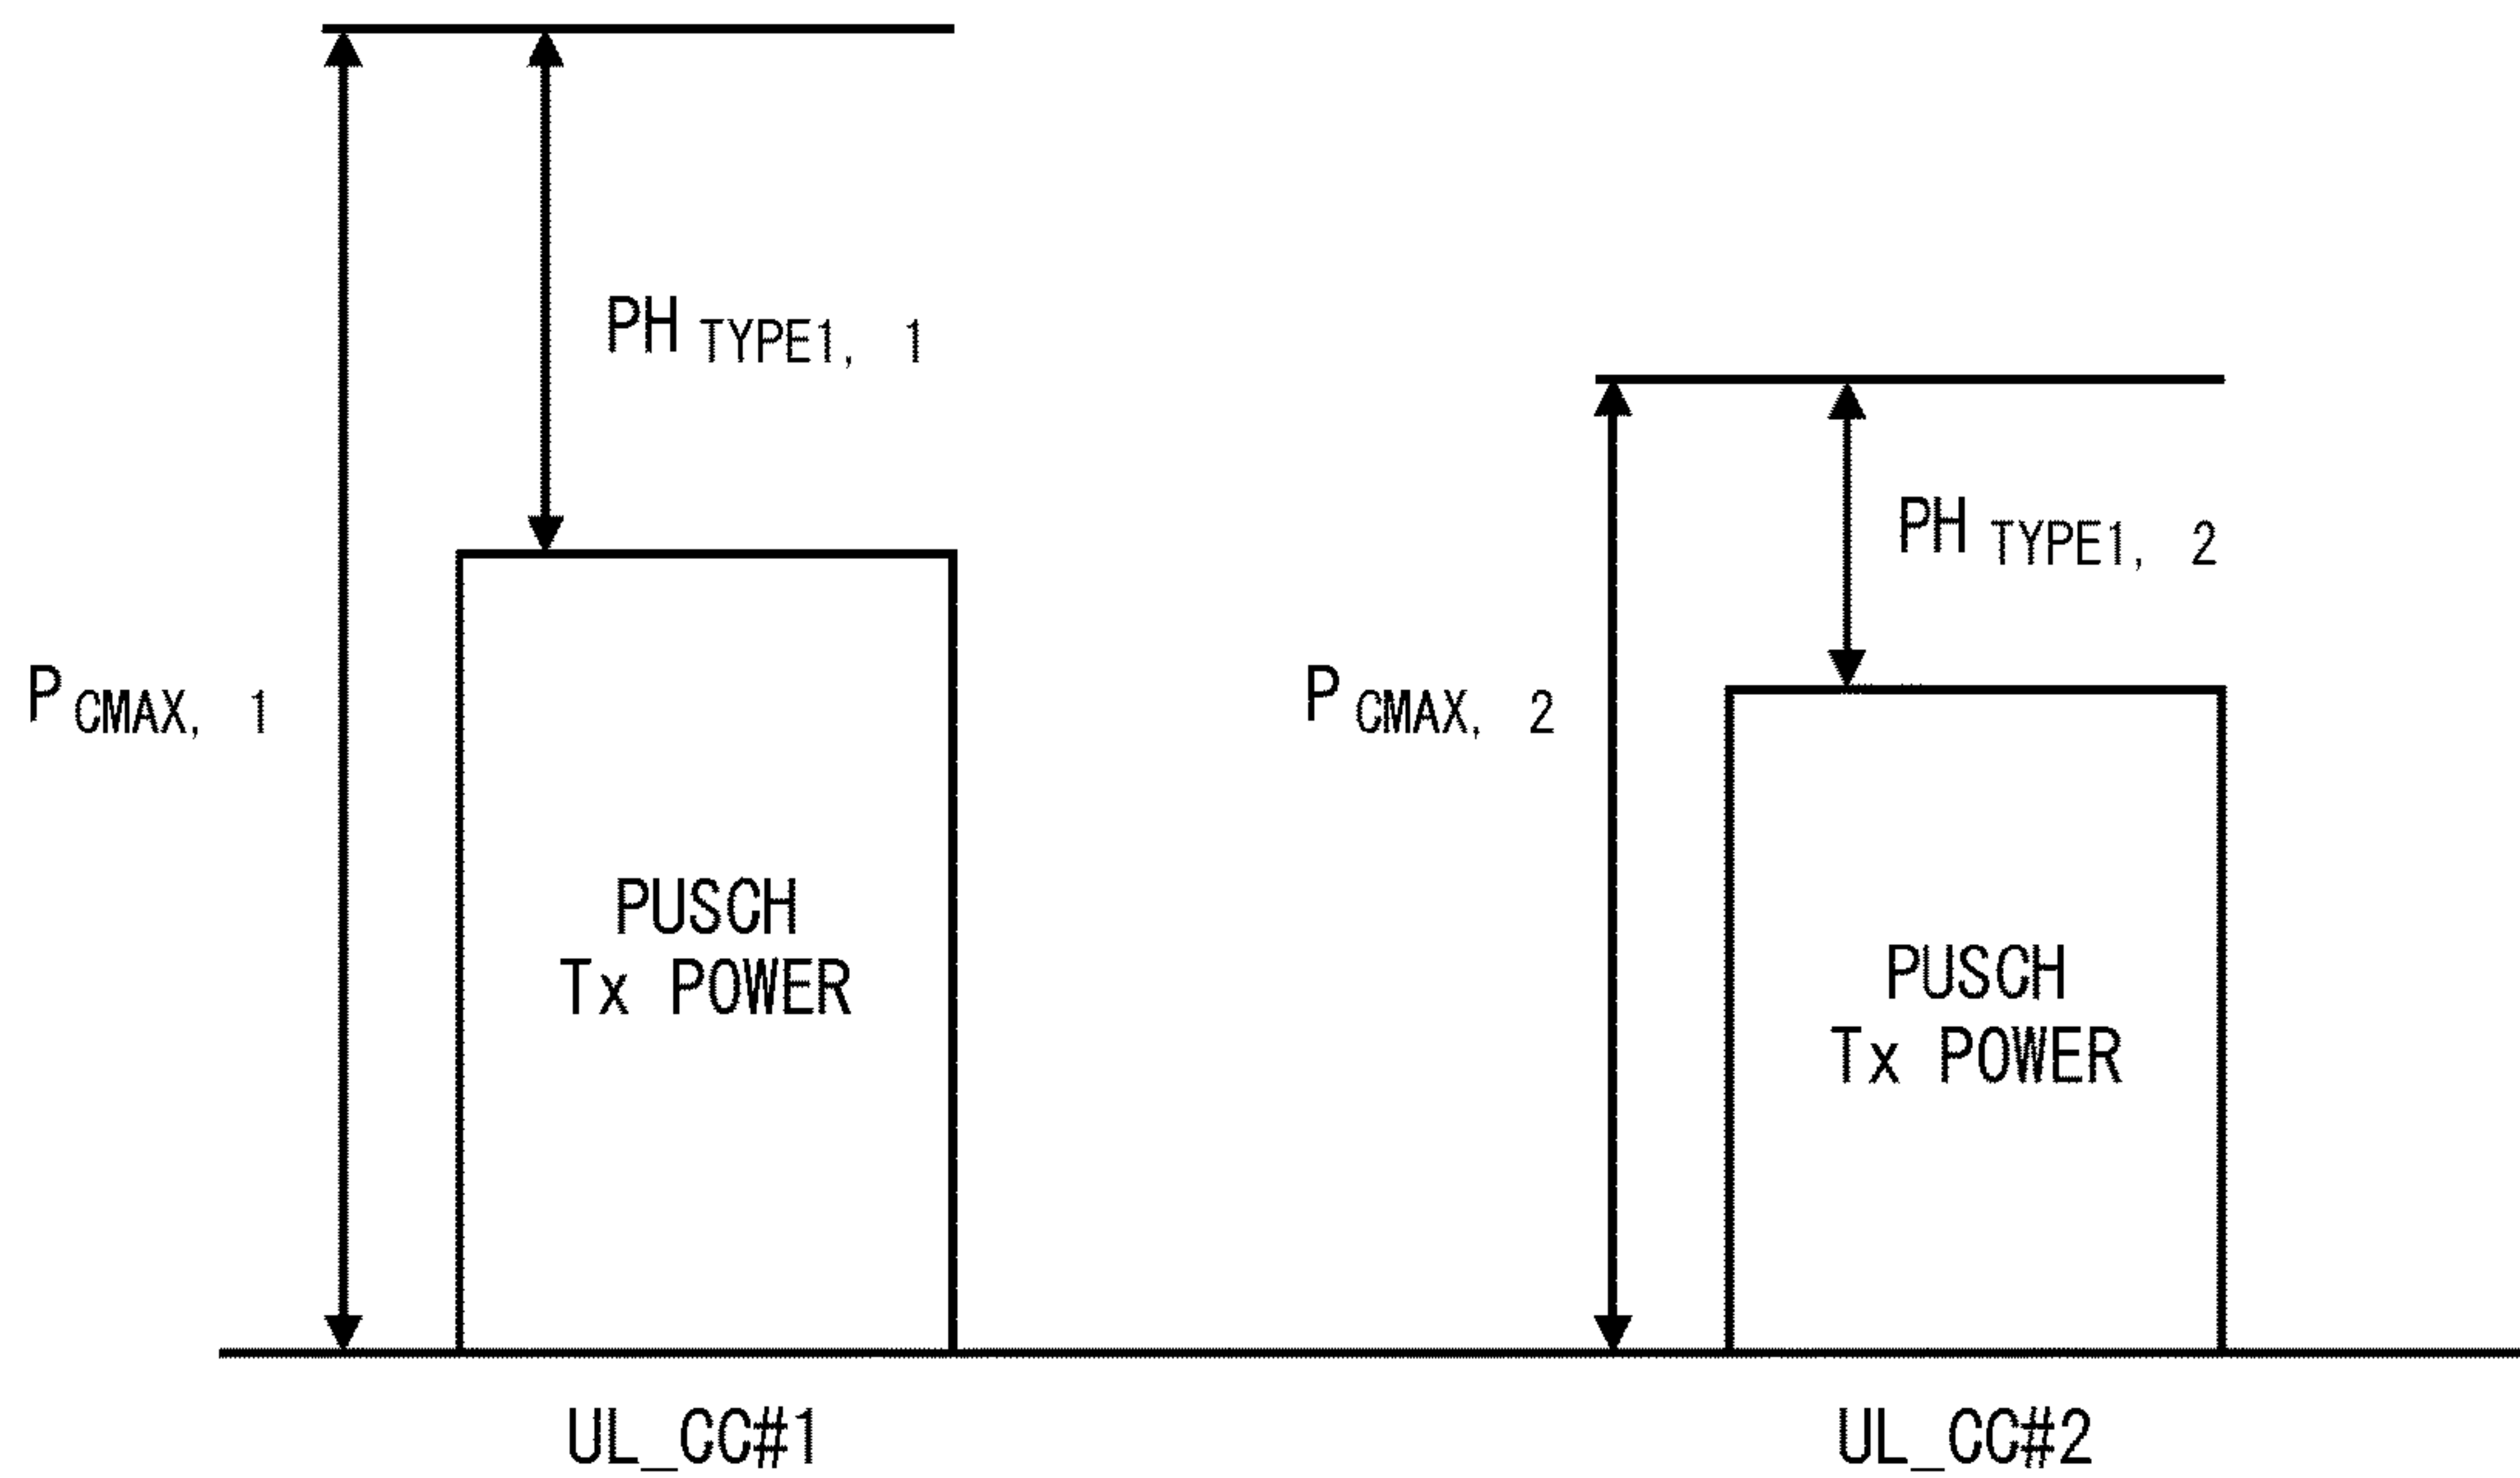 PH TYPE1, 1
PH TYPE1, 2
P CMAX, 1
P CMAX, 2
PUSCH
Tx POWER
PUSCH
Tx POWER
UL_CC#1
UL_CC#2